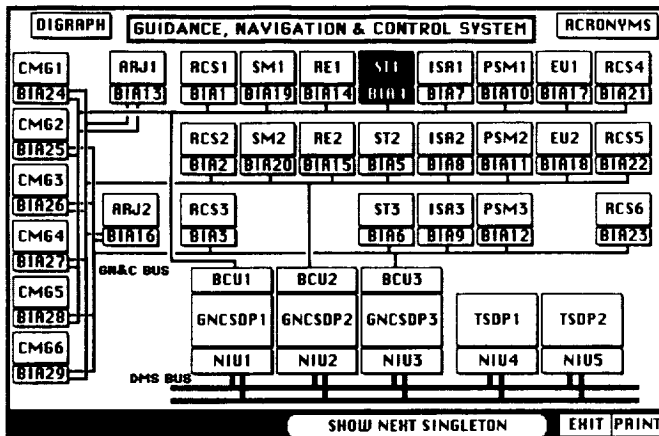 DIGRAPH GUIDANCE, NAVIGATION & CONTROL SYSTEM ACRONYMS
CMG1 ARJ1 RCS1 SM1 RE1 ST1 ISA1 PSM1 EU1 RCS4
BIA24 BIA13 BIA1 BIA19 BIA14 BIA4 BIA7 BIA10 BIA17 BIA21
CMG2 RCS2 SM2 RE2 ST2 ISA2 PSM2 EU2 RCS5
BIA25 BIA2 BIA20 BIA15 BIA5 BIA8 BIA11 BIA18 BIA22
CMG3 ARJ2 RCS3 ST3 ISA3 PSM3 RCS6
BIA26 BIA16 BIA3 BIA6 BIA9 BIA12 BIA23
CMG4
BIA27
GN&C BUS
CMG5 BCU1 BCU2 BCU3
BIA28 GNCSDP1 GNCSDP2 GNCSDP3 TSDP1 TSDP2
CMG6 NIU1 NIU2 NIU3 NIU4 NIU5
BIA29
DMS BUS
SHOW NEXT SINGLETON EXIT PRINT